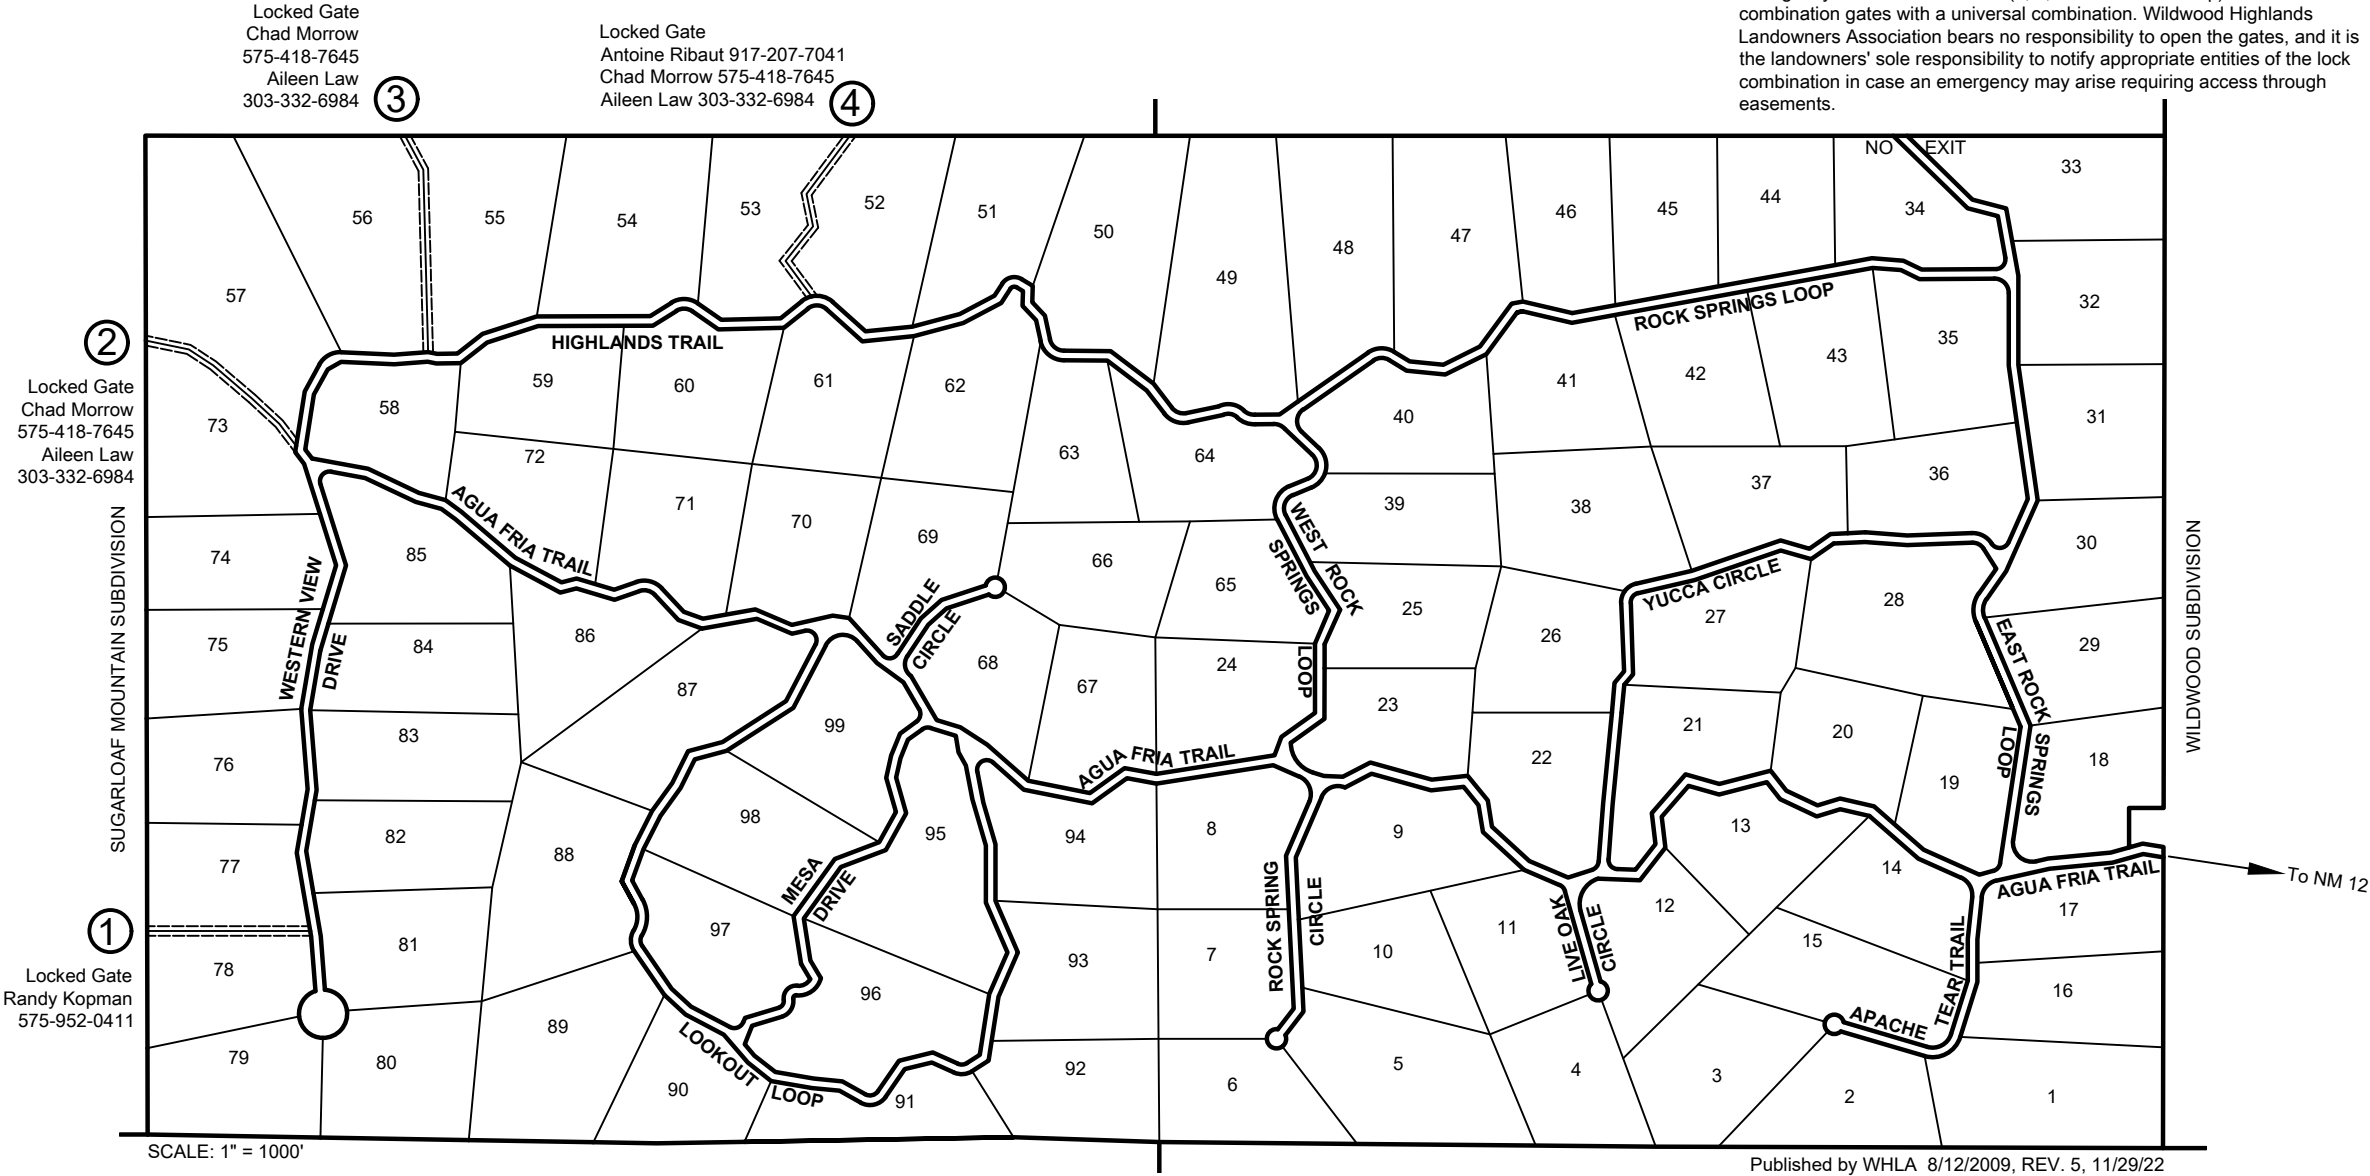 Locked Gate
Chad Morrow
575-418-7645
Aileen Law
303-332-6984
3
Locked Gate
Antoine Ribaut 917-207-7041
Chad Morrow 575-418-7645
Aileen Law 303-332-6984
4
combination gates with a universal combination. Wildwood Highlands
Landowners Association bears no responsibility to open the gates, and it is
the landowners' sole responsibility to notify appropriate entities of the lock
combination in case an emergency may arise requiring access through
easements.
NO EXIT
33
56
55
54
53
52
51
50
49
48
47
46
45
44
34
57
32
2
Locked Gate
Chad Morrow
575-418-7645
Aileen Law
303-332-6984
HIGHLANDS TRAIL
ROCK SPRINGS LOOP
73
58
59
60
61
62
63
64
40
41
42
43
35
31
72
71
70
69
66
65
39
38
37
36
30
AGUA FRIA TRAIL
WEST ROCK
SPRINGS
LOOP
YUCCA CIRCLE
SUGARLOAF MOUNTAIN SUBDIVISION
WILDWOOD SUBDIVISION
74
85
WESTERN VIEW
DRIVE
SADDLE
CIRCLE
75
84
86
87
68
67
24
25
26
27
28
29
EAST ROCK SPRINGS
LOOP
76
83
99
AGUA FRIA TRAIL
23
22
21
20
19
18
77
82
88
98
95
94
8
9
13
14
AGUA FRIA TRAIL
To NM 12
MESA
DRIVE
ROCK SPRING
CIRCLE
LIVE OAK
CIRCLE
1
Locked Gate
Randy Kopman
575-952-0411
78
81
97
96
93
7
10
11
12
15
17
16
APACHE
TEAR TRAIL
79
80
89
90
LOOKOUT
LOOP
91
92
6
5
4
3
2
1
SCALE: 1" = 1000'
Published by WHLA 8/12/2009, REV. 5, 11/29/22